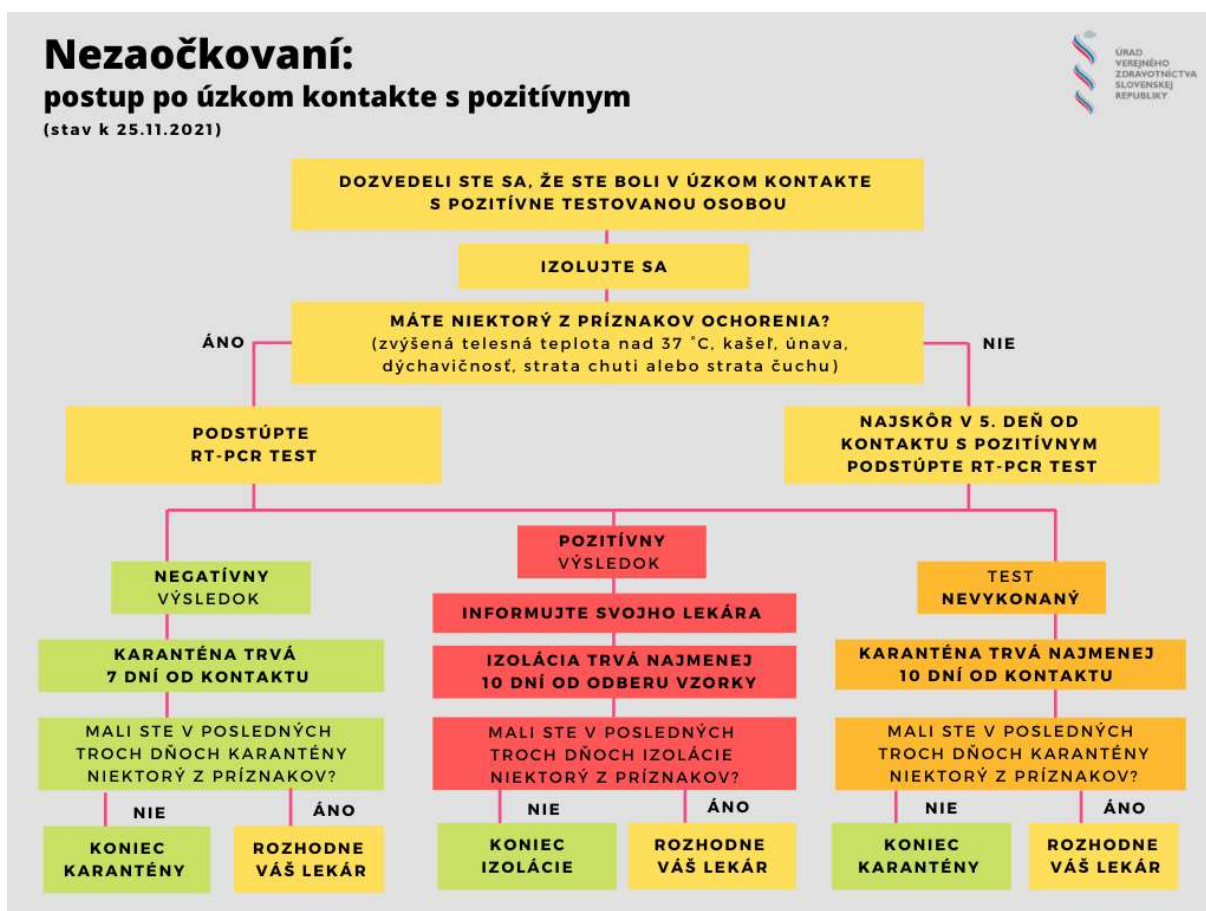 Nezaočkovaní:
postup po úzkom kontakte s pozitívnym
(stav k 25.11.2021)
ÚRAD
VEREJNÉHO
ZDRAVOTNÍCTVA
SLOVENSKEJ
REPUBLIKY
DOZVEDELI STE SA, ŽE STE BOLI V ÚZKOM KONTAKTE
S POZITÍVNE TESTOVANOU OSOBOU
IZOLUJTE SA
MÁTE NIEKTORÝ Z PRÍZNAKOV OCHORENIA?
(zvýšená telesná teplota nad 37 °C, kašeľ, únava,
dýchavičnosť, strata chuti alebo strata čuchu)
ÁNO
NIE
PODSTÚPTE
RT-PCR TEST
NAJSKÔR V 5. DEŇ OD
KONTAKTU S POZITÍVNYM
PODSTÚPTE RT-PCR TEST
NEGATÍVNY
VÝSLEDOK
KARANTÉNA TRVÁ
7 DNÍ OD KONTAKTU
MALI STE V POSLEDNÝCH
TROCH DŇOCH KARANTÉNY
NIEKTORÝ Z PRÍZNAKOV?
NIE
ÁNO
KONIEC
KARANTÉNY
ROZHODNE
VÁŠ LEKÁR
POZITÍVNY
VÝSLEDOK
INFORMUJTE SVOJHO LEKÁRA
IZOLÁCIA TRVÁ NAJMENEJ
10 DNÍ OD ODBERU VZORKY
MALI STE V POSLEDNÝCH
TROCH DŇOCH IZOLÁCIE
NIEKTORÝ Z PRÍZNAKOV?
NIE
ÁNO
KONIEC
IZOLÁCIE
ROZHODNE
VÁŠ LEKÁR
TEST
NEVYKONANÝ
KARANTÉNA TRVÁ NAJMENEJ
10 DNÍ OD KONTAKTU
MALI STE V POSLEDNÝCH
TROCH DŇOCH KARANTÉNY
NIEKTORÝ Z PRÍZNAKOV?
NIE
ÁNO
KONIEC
KARANTÉNY
ROZHODNE
VÁŠ LEKÁR